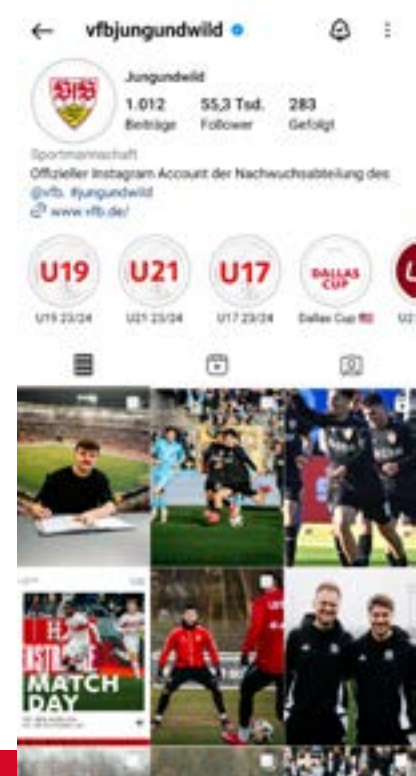 vfbjungundwild
Jungundwild
1.012 55,3 Tsd. 283
Beiträge Follower Gefolgt
Sportmannschaft
Offizieller Instagram Account der Nachwuchsabteilung des
@vfb. #jungundwild
www.vfb.de/
U19 U21 U17 DALLAS
CUP
U19 23/24 U21 23/24 U17 23/24 Dallas Cup
MATCH
DAY